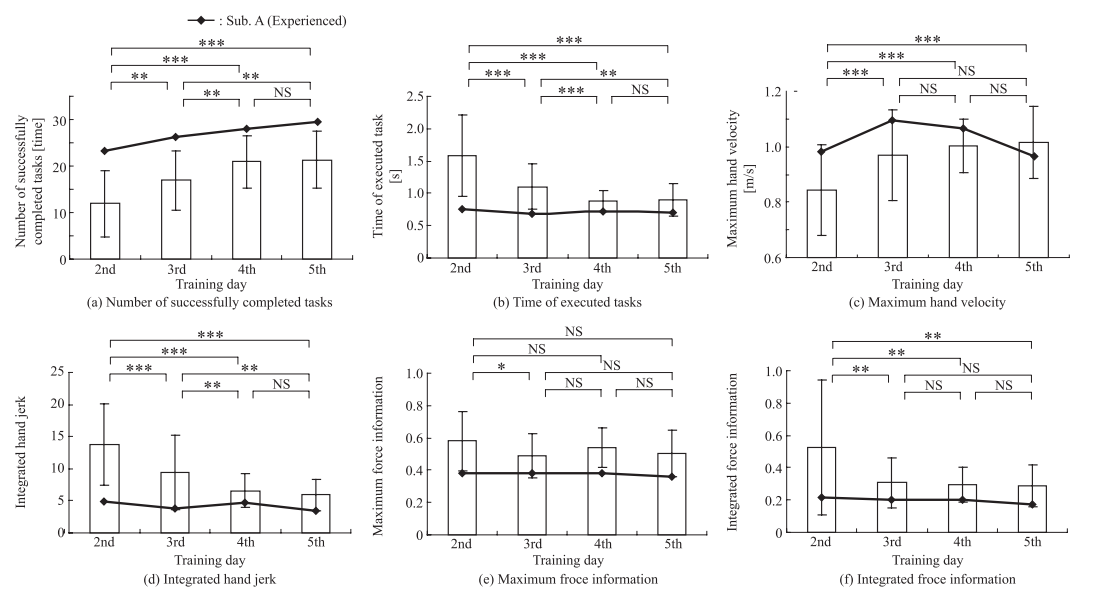 : Sub. A (Experienced)
***
***
**
**
**
NS
Number of successfully
completed tasks [time]
30
20
10
0
2nd 3rd 4th 5th
Training day
(a) Number of successfully completed tasks
***
***
***
**
***
NS
Time of executed task
[s]
2.5
2.0
1.5
1.0
0.5
0
2nd 3rd 4th 5th
Training day
(b) Time of executed tasks
***
***
***
NS
NS
NS
Maximum hand velocity
[m/s]
1.2
1.0
0.8
0.6
2nd 3rd 4th 5th
Training day
(c) Maximum hand velocity
***
***
***
**
**
NS
Integrated hand jerk
25
20
15
10
5
0
2nd 3rd 4th 5th
Training day
(d) Integrated hand jerk
NS
NS
*
NS
NS
NS
Maximum force information
1.0
0.8
0.6
0.4
0.2
0
2nd 3rd 4th 5th
Training day
(e) Maximum froce information
**
**
**
NS
NS
NS
Integrated force information
1.0
0.8
0.6
0.4
0.2
0
2nd 3rd 4th 5th
Training day
(f) Integrated froce information